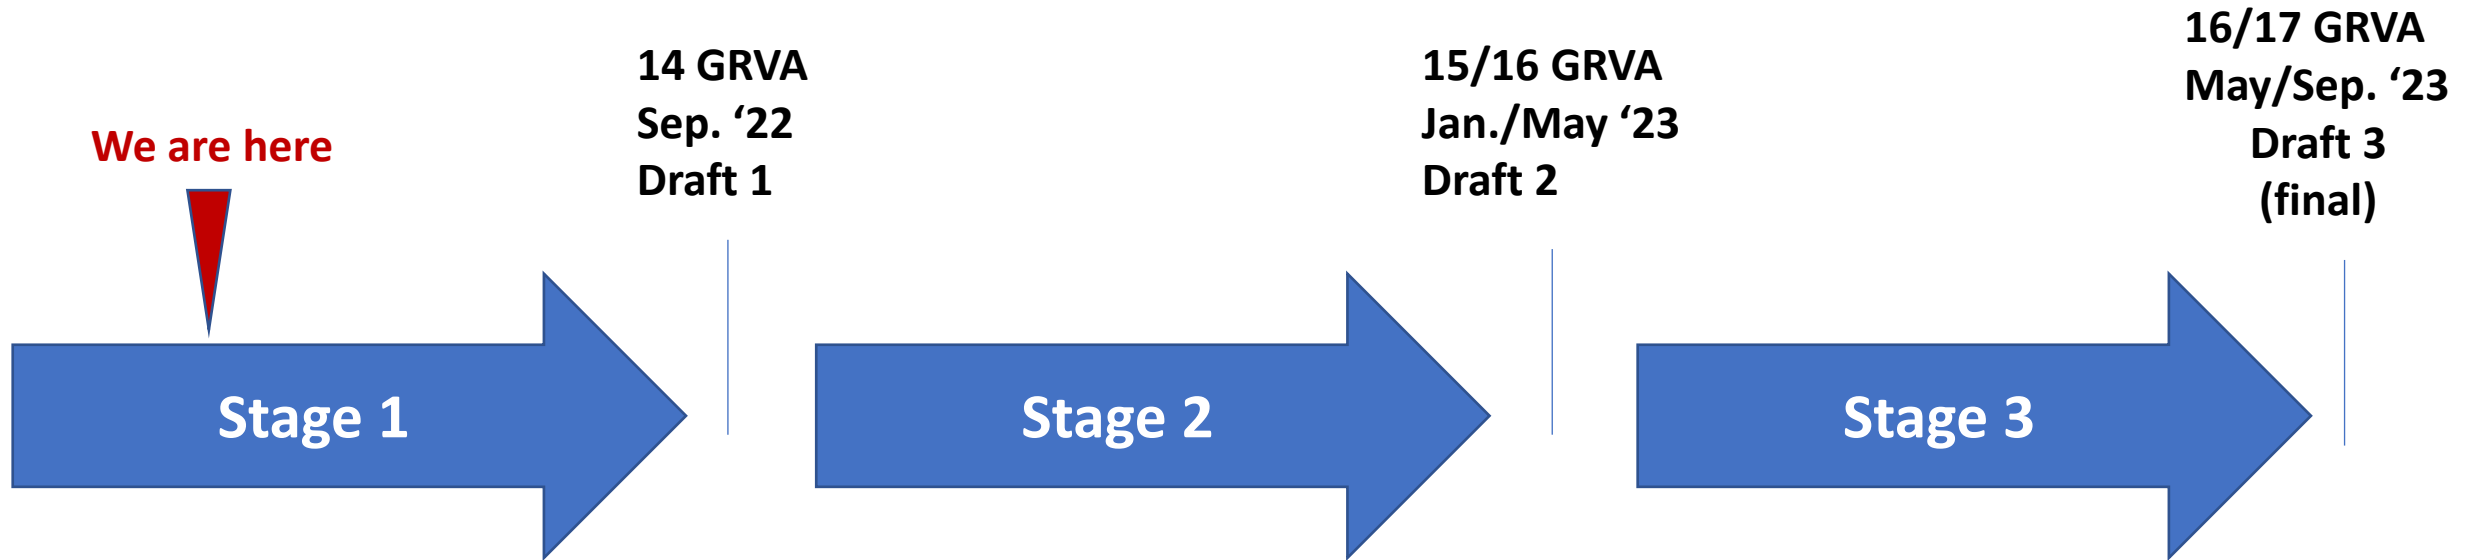 We are here
14 GRVA
Sep. ‘22
Draft 1
15/16 GRVA
Jan./May ‘23
Draft 2
16/17 GRVA
May/Sep. ‘23
Draft 3
(final)
Stage 1
Stage 2
Stage 3